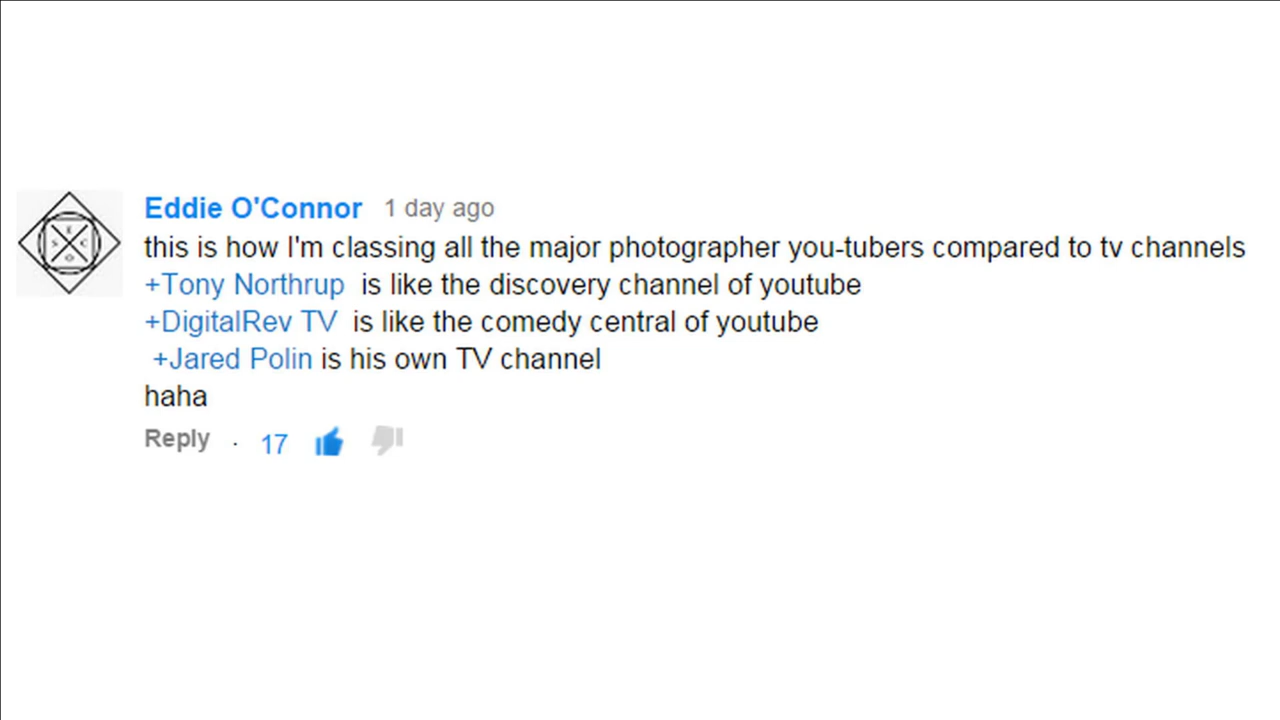 Eddie O'Connor 1 day ago
this is how I'm classing all the major photographer you-tubers compared to tv channels
+Tony Northrup is like the discovery channel of youtube
+DigitalRev TV is like the comedy central of youtube
+Jared Polin is his own TV channel
haha
Reply · 17